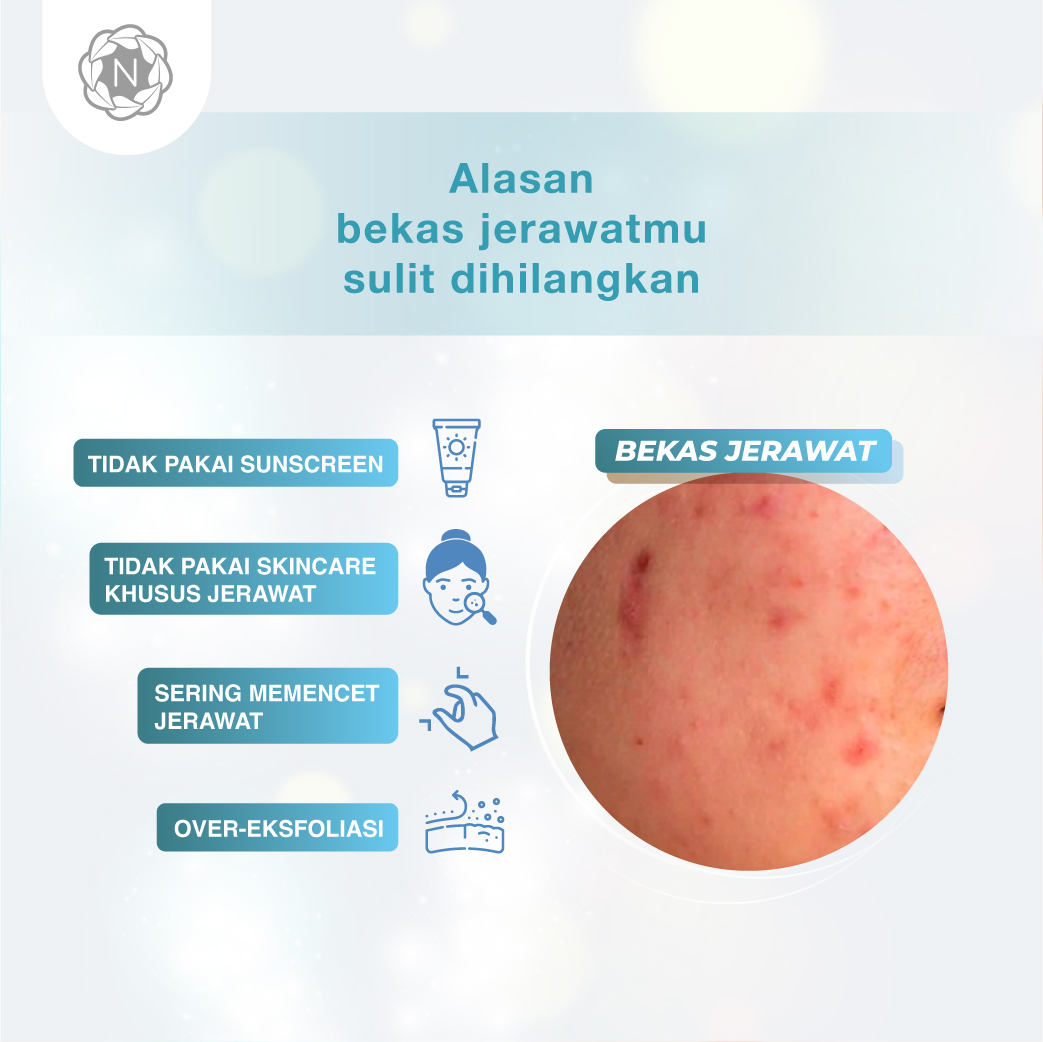 N
Alasan
bekas jerawatmu
sulit dihilangkan
TIDAK PAKAI SUNSCREEN
TIDAK PAKAI SKINCARE
KHUSUS JERAWAT
SERING MEMENCET
JERAWAT
OVER-EKSFOLIASI
BEKAS JERAWAT